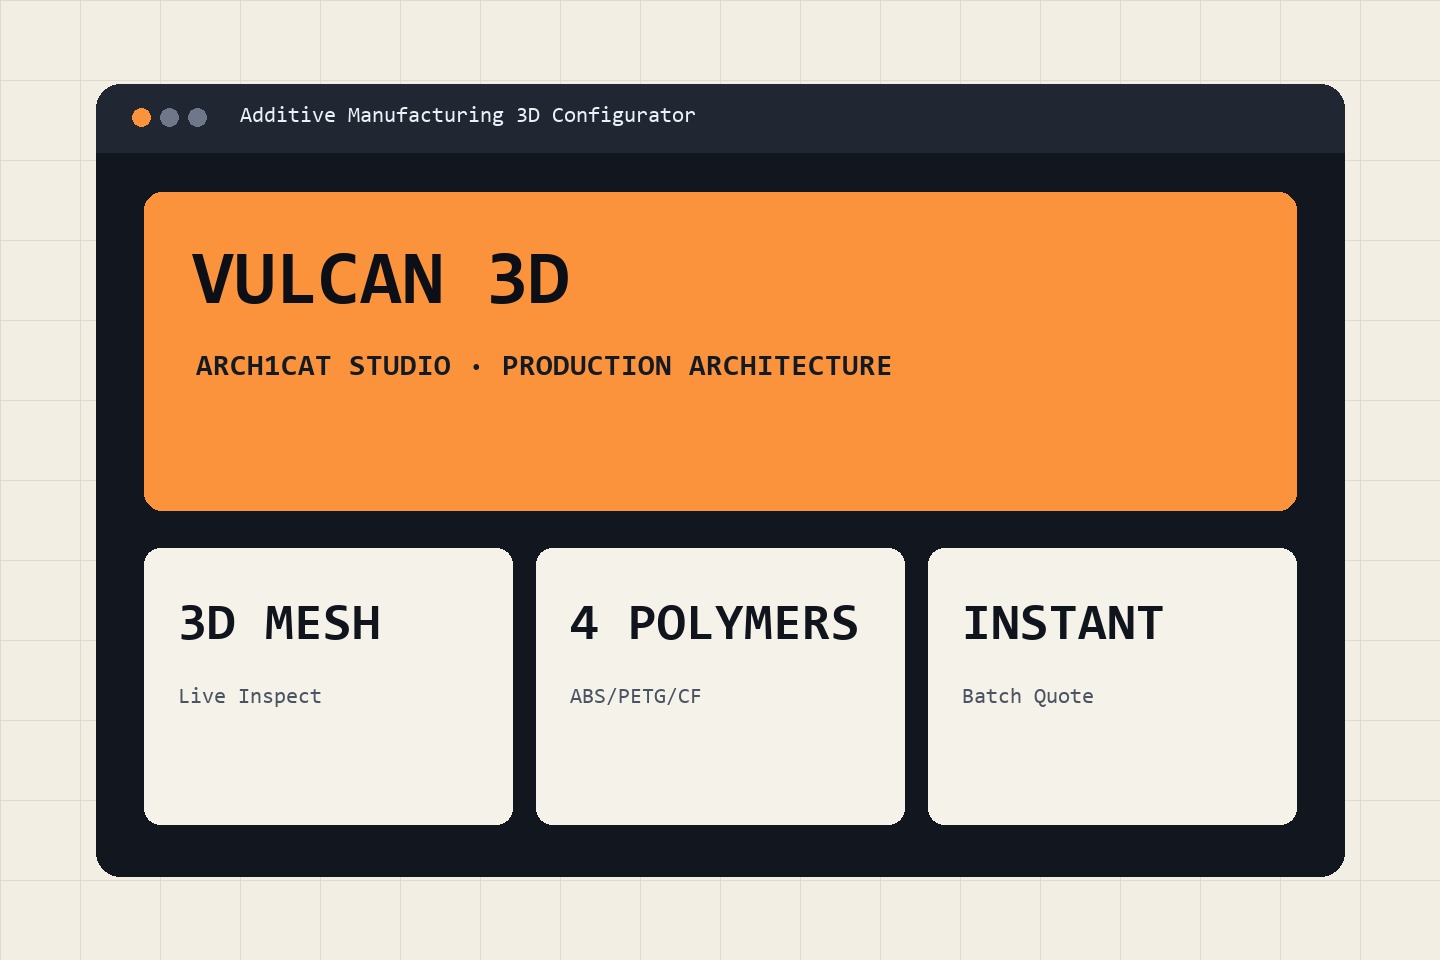 Additive Manufacturing 3D Configurator
VULCAN 3D
ARCH1CAT STUDIO · PRODUCTION ARCHITECTURE
3D MESH
Live Inspect
4 POLYMERS
ABS/PETG/CF
INSTANT
Batch Quote